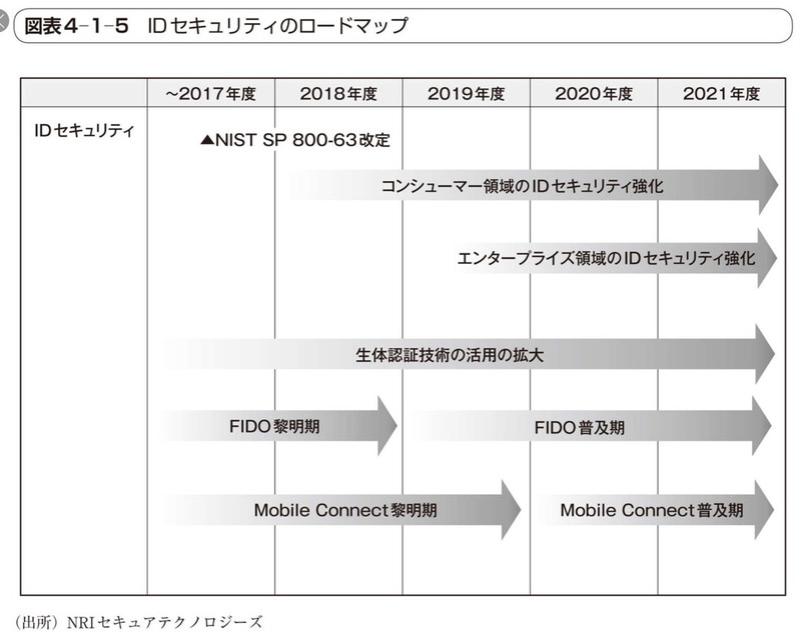 図表4-1-5 IDセキュリティのロードマップ
～2017年度 2018年度 2019年度 2020年度 2021年度
IDセキュリティ
▲NIST SP 800-63改定
コンシューマー領域のIDセキュリティ強化
エンタープライズ領域のIDセキュリティ強化
生体認証技術の活用の拡大
FIDO黎明期 FIDO普及期
Mobile Connect黎明期 Mobile Connect普及期
（出所）NRIセキュアテクノロジーズ